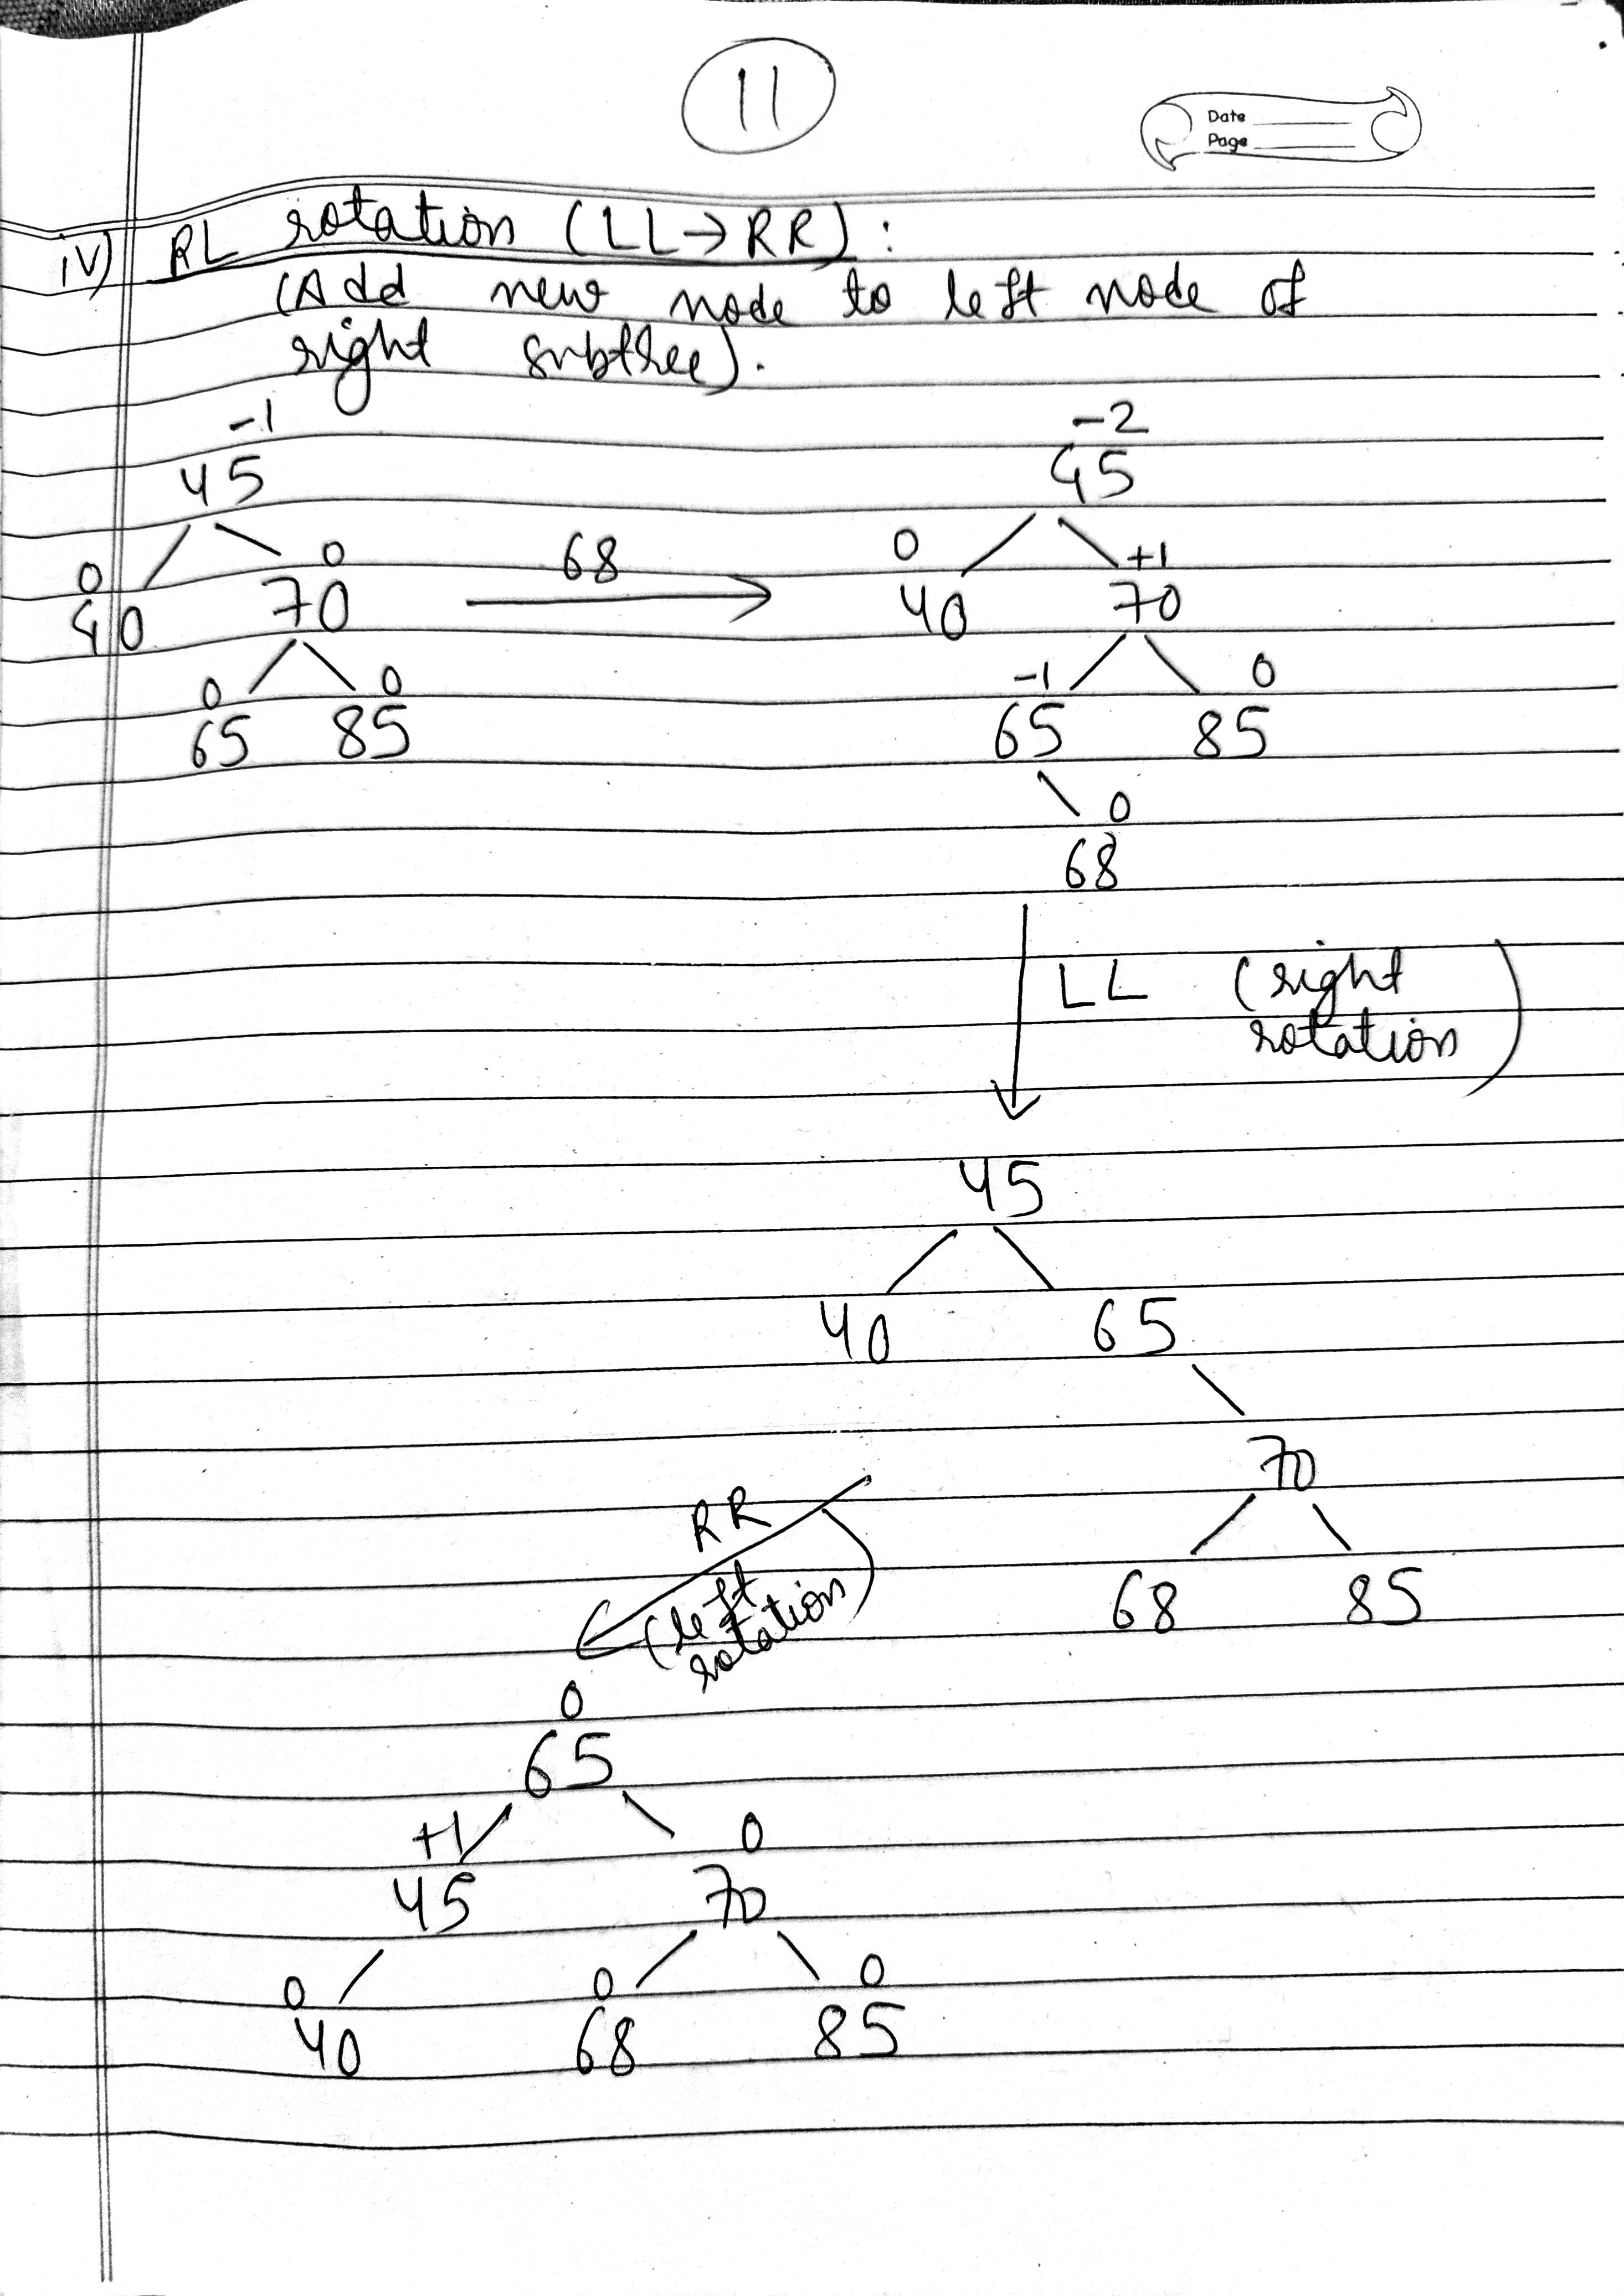 11
Date
Page
iv) RL rotation (LL→RR):
(Add new node to left node of
right subtree).
-1 -2
45 45
0 0 68 0 +1
40 70 40 70
0 0 -1 0
65 85 65 85
0
68
LL (right
rotation)
45
40 65
70
RR
68 85
(left
rotation)
0
65
+1 0
45 70
0 0 0
40 68 85